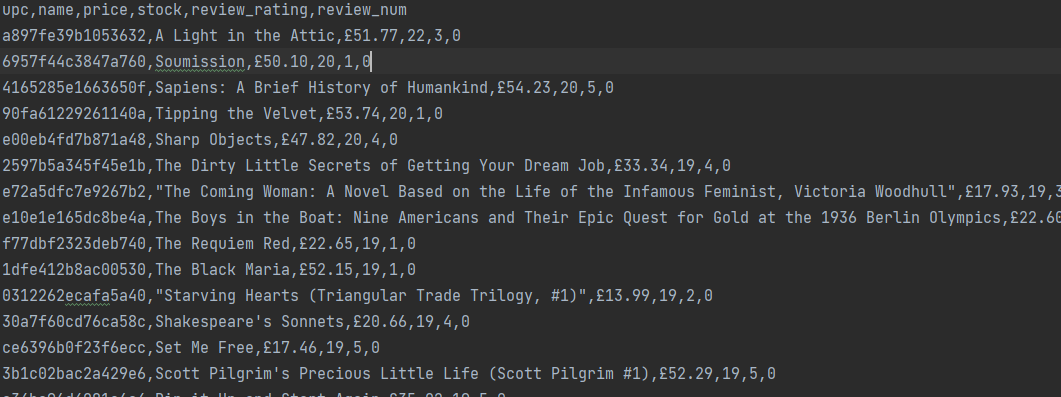 upc,name,price,stock,review_rating,review_num
a897fe39b1053632,A Light in the Attic,£51.77,22,3,0
6957f44c3847a760,Soumission,£50.10,20,1,0
4165285e1663650f,Sapiens: A Brief History of Humankind,£54.23,20,5,0
90fa61229261140a,Tipping the Velvet,£53.74,20,1,0
e00eb4fd7b871a48,Sharp Objects,£47.82,20,4,0
2597b5a345f45e1b,The Dirty Little Secrets of Getting Your Dream Job,£33.34,19,4,0
e72a5dfc7e9267b2,"The Coming Woman: A Novel Based on the Life of the Infamous Feminist, Victoria Woodhull",£17.93,19,3
e10e1e165dc8be4a,The Boys in the Boat: Nine Americans and Their Epic Quest for Gold at the 1936 Berlin Olympics,£22.60
f77dbf2323deb740,The Requiem Red,£22.65,19,1,0
1dfe412b8ac00530,The Black Maria,£52.15,19,1,0
0312262ecafa5a40,"Starving Hearts (Triangular Trade Trilogy, #1)",£13.99,19,2,0
30a7f60cd76ca58c,Shakespeare's Sonnets,£20.66,19,4,0
ce6396b0f23f6ecc,Set Me Free,£17.46,19,5,0
3b1c02bac2a429e6,Scott Pilgrim's Precious Little Life (Scott Pilgrim #1),£52.29,19,5,0